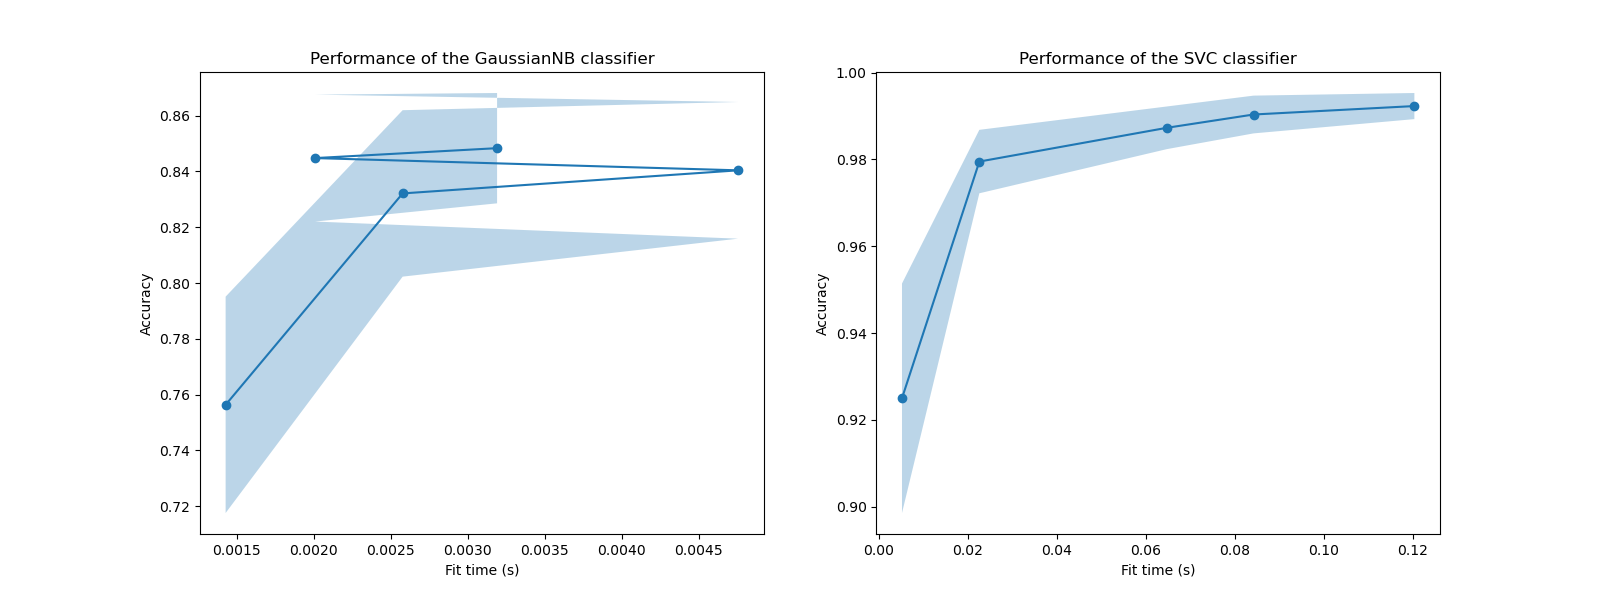 Performance of the GaussianNB classifier
Accuracy
0.86
0.84
0.82
0.80
0.78
0.76
0.74
0.72
0.0015 0.0020 0.0025 0.0030 0.0035 0.0040 0.0045
Fit time (s)
Performance of the SVC classifier
Accuracy
1.00
0.98
0.96
0.94
0.92
0.90
0.00 0.02 0.04 0.06 0.08 0.10 0.12
Fit time (s)